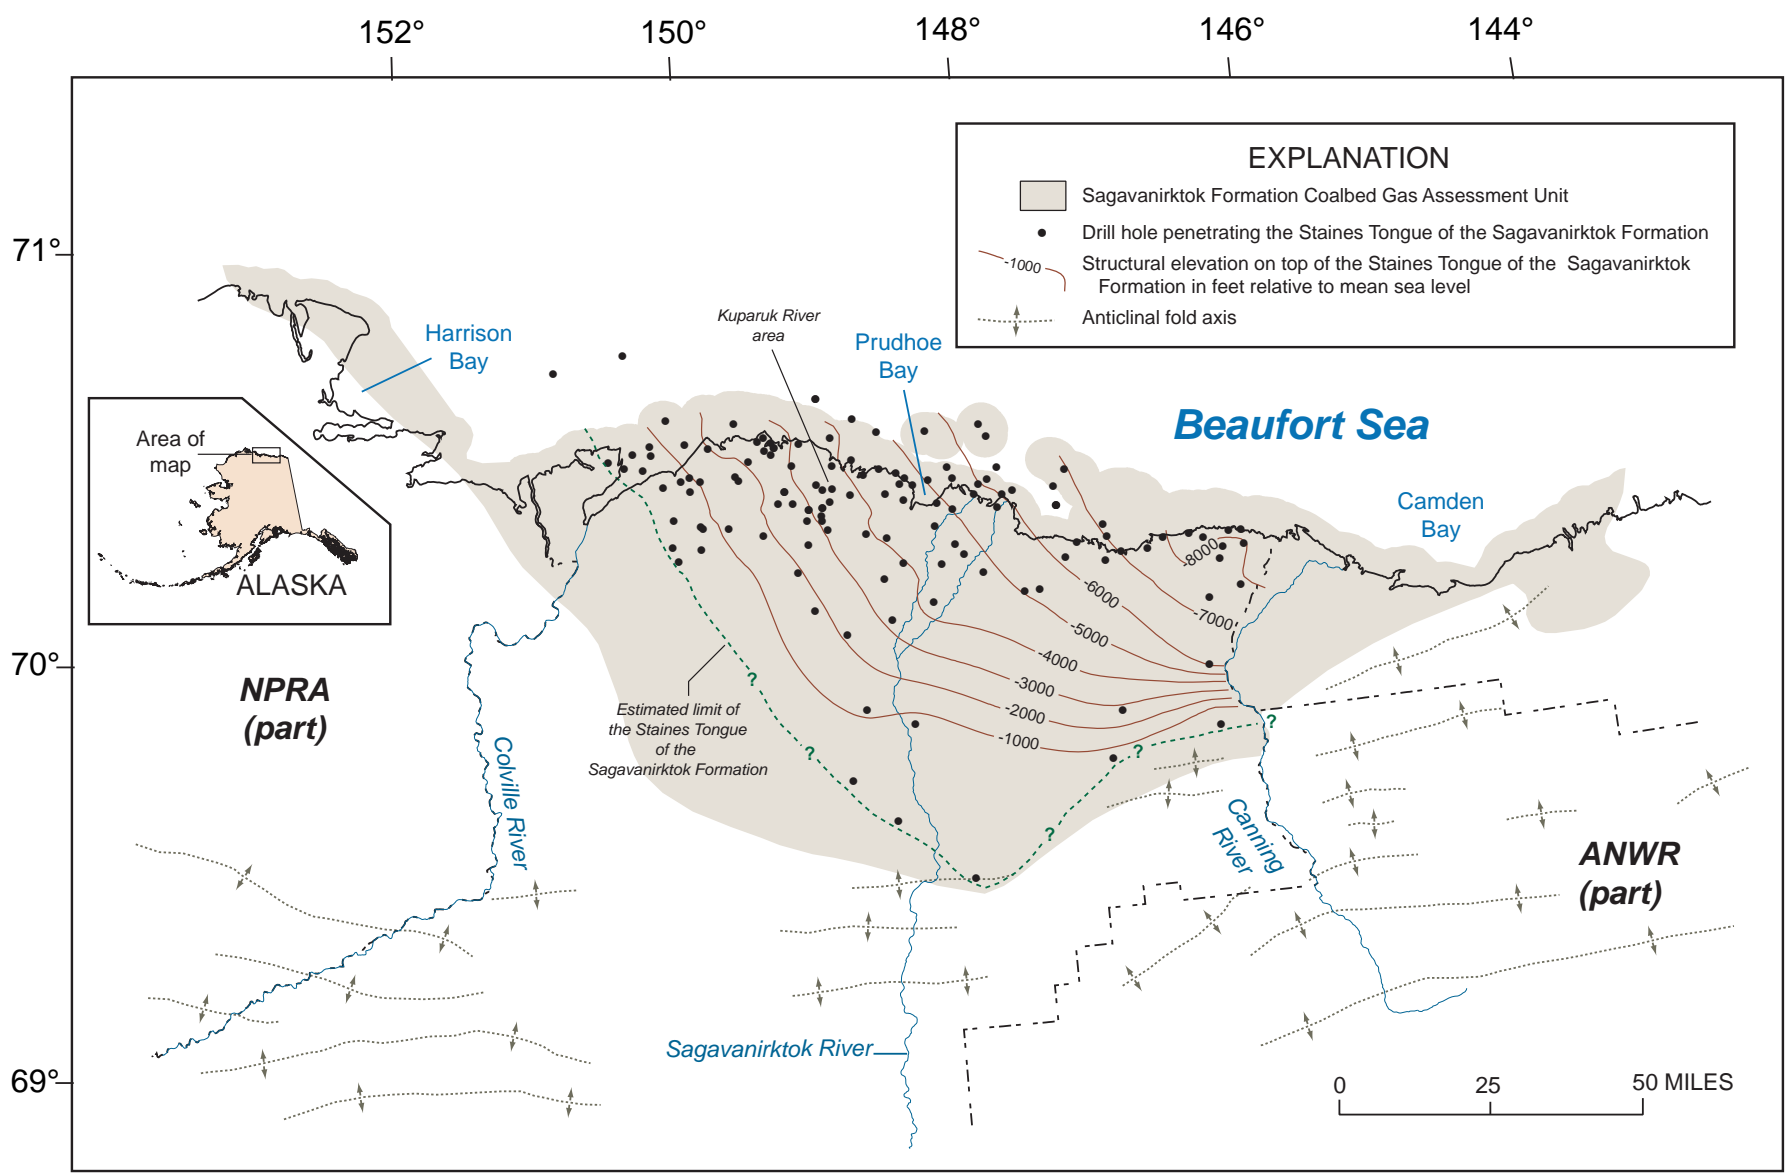 152°
150°
148°
146°
144°
71°
70°
69°
EXPLANATION
Sagavanirktok Formation Coalbed Gas Assessment Unit
Drill hole penetrating the Staines Tongue of the Sagavanirktok Formation
-1000
Structural elevation on top of the Staines Tongue of the Sagavanirktok
Formation in feet relative to mean sea level
Anticlinal fold axis
Harrison
Bay
Kuparuk River
area
Prudhoe
Bay
Beaufort Sea
Camden
Bay
Area of
map
ALASKA
-8000
-7000
-6000
-5000
-4000
-3000
-2000
-1000
NPRA
(part)
Estimated limit of
the Staines Tongue
of the
Sagavanirktok Formation
?
?
?
?
?
Colville River
Canning
River
ANWR
(part)
Sagavanirktok River
0
25
50 MILES